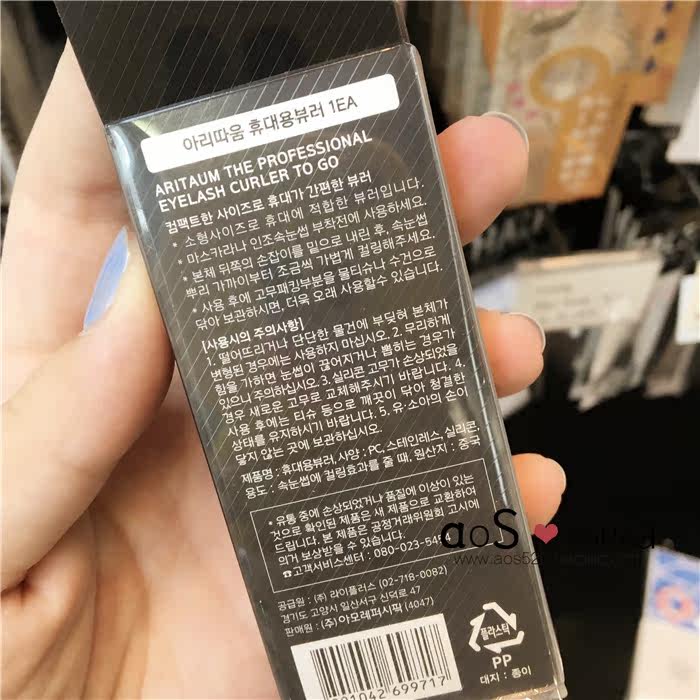 아리따움 휴대용뷰러 1EA
ARITAUM THE PROFESSIONAL
EYELASH CURLER TO GO
컴팩트한 사이즈로 휴대가 간편한 뷰러
* 소형사이즈로 휴대에 적합한 뷰러입니다.
* 마스카라나 인조속눈썹 부착전에 사용하세요.
* 본체 뒤쪽의 손잡이를 밑으로 내린 후, 속눈썹
뿌리 가까이부터 조금씩 가볍게 컬링해주세요.
* 사용 후에 고무패킹부분을 물티슈나 수건으로
닦아 보관하시면, 더욱 오래 사용할수 있습니다.
[사용시의 주의사항]
1. 떨어뜨리거나 단단한 물건에 부딪혀 본체가
변형된 경우에는 사용하지 마십시오. 2. 무리하게
힘을 가하면 눈썹이 끊어지거나 뽑히는 경우가
있으니 주의하십시오. 3. 실리콘 고무가 손상되었을
경우 새로운 고무로 교체해주시기 바랍니다. 4.
사용 후에는 티슈 등으로 깨끗이 닦아 청결한
상태를 유지하시기 바랍니다. 5. 유·소아의 손이
닿지 않는 곳에 보관하십시오.
제품명 : 휴대용뷰러, 사양 : PC, 스테인레스, 실리콘,
용도 : 속눈썹에 컬링효과를 줄 때, 원산지 : 중국
* 유통 중에 손상되었거나 품질에 이상이 있는
것으로 확인된 제품은 새 제품으로 교환하여
드립니다. 본 제품은 공정거래위원회 고시에
의거 보상받을 수 있습니다.
☎고객서비스센터 : 080-023-545
공급원 : (주) 라이플러스 (02-718-0082)
경기도 고양시 일산서구 신덕로 47
판매원 : (주)아모레퍼시픽 (4047)
플라스틱
PP
대지 : 종이
01042 699717
aos
www.aos52